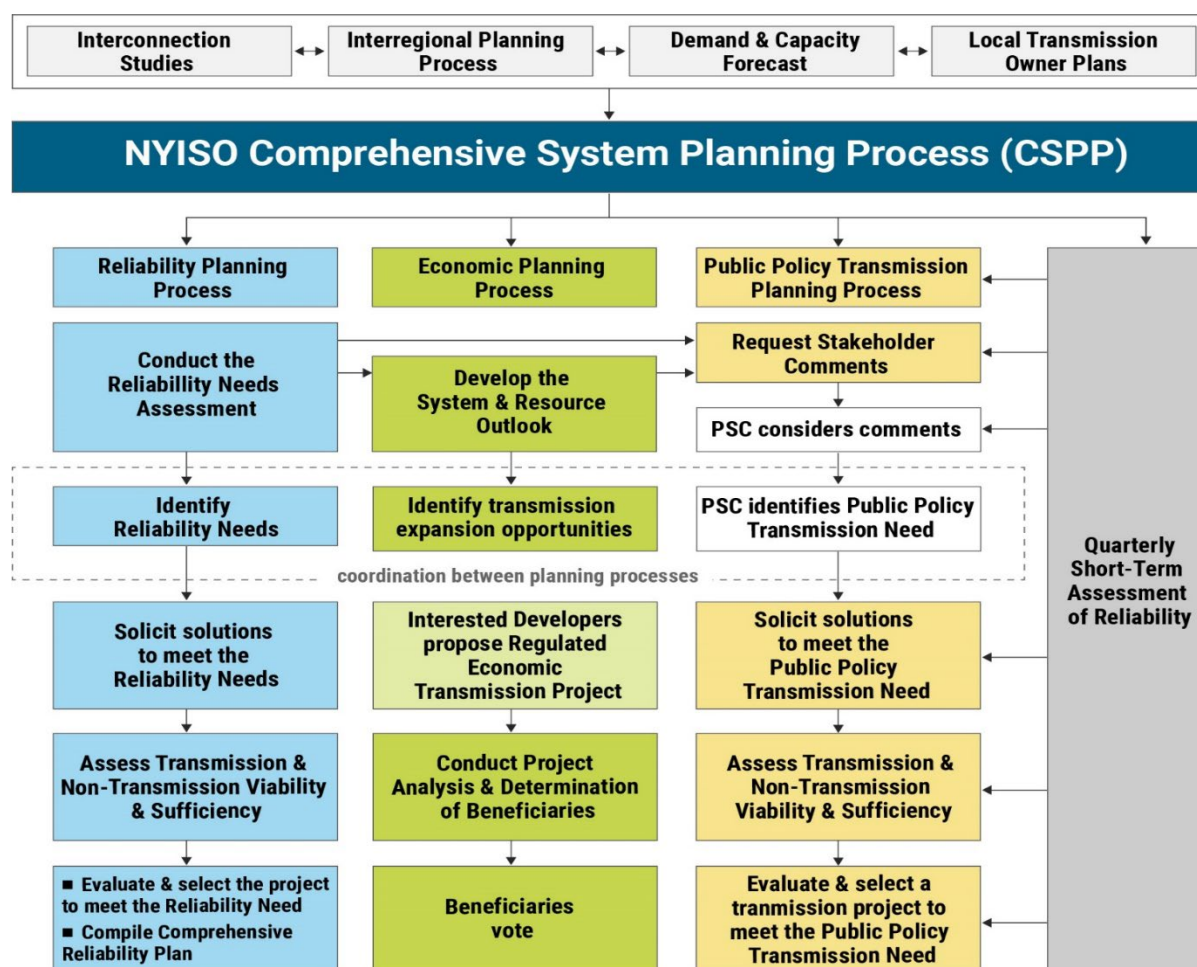 Interconnection
Studies
Interregional Planning
Process
Demand & Capacity
Forecast
Local Transmission
Owner Plans
NYISO Comprehensive System Planning Process (CSPP)
Reliability Planning
Process
Economic Planning
Process
Public Policy Transmission
Planning Process
Conduct the
Reliabillity Needs
Assessment
Develop the
System & Resource
Outlook
Request Stakeholder
Comments
PSC considers comments
Identify
Reliability Needs
Identify transmission
expansion opportunities
PSC identifies Public Policy
Transmission Need
coordination between planning processes
Quarterly
Short-Term
Assessment
of Reliability
Solicit solutions
to meet the
Reliability Needs
Interested Developers
propose Regulated
Economic
Transmission Project
Solicit solutions
to meet the
Public Policy
Transmission Need
Assess Transmission &
Non-Transmission Viability
& Sufficiency
Conduct Project
Analysis & Determination
of Beneficiaries
Assess Transmission &
Non-Transmission
Viability & Sufficiency
■ Evaluate & select the project
to meet the Reliability Need
■ Compile Comprehensive
Reliability Plan
Beneficiaries
vote
Evaluate & select a
tranmission project to
meet the Public Policy
Transmission Need